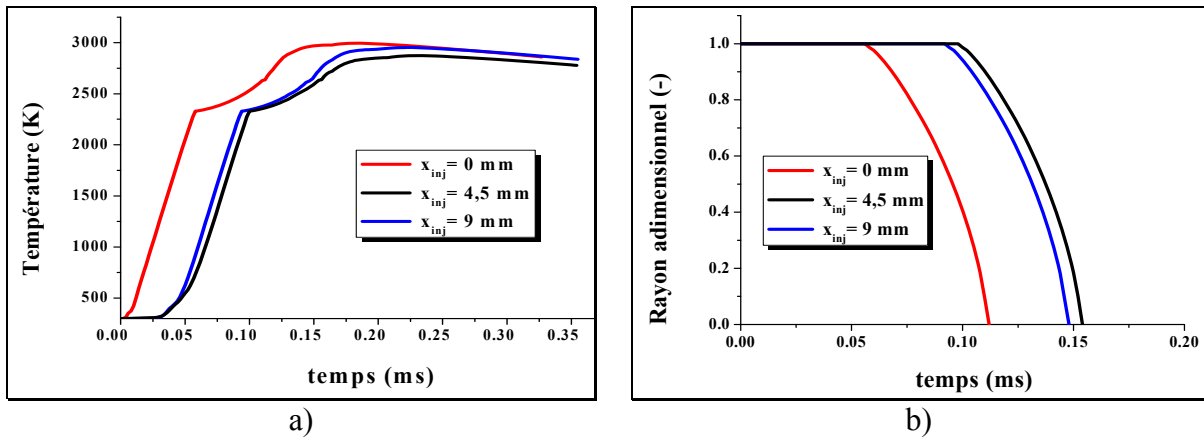 3000
2500
2000
1500
1000
500
Température (K)
x_inj= 0 mm
x_inj= 4,5 mm
x_inj= 9 mm
0.00 0.05 0.10 0.15 0.20 0.25 0.30 0.35
temps (ms)
a)
1.0
0.8
0.6
0.4
0.2
0.0
Rayon adimensionnel (-)
x_inj= 0 mm
x_inj= 4,5 mm
x_inj= 9 mm
0.00 0.05 0.10 0.15 0.20
temps (ms)
b)